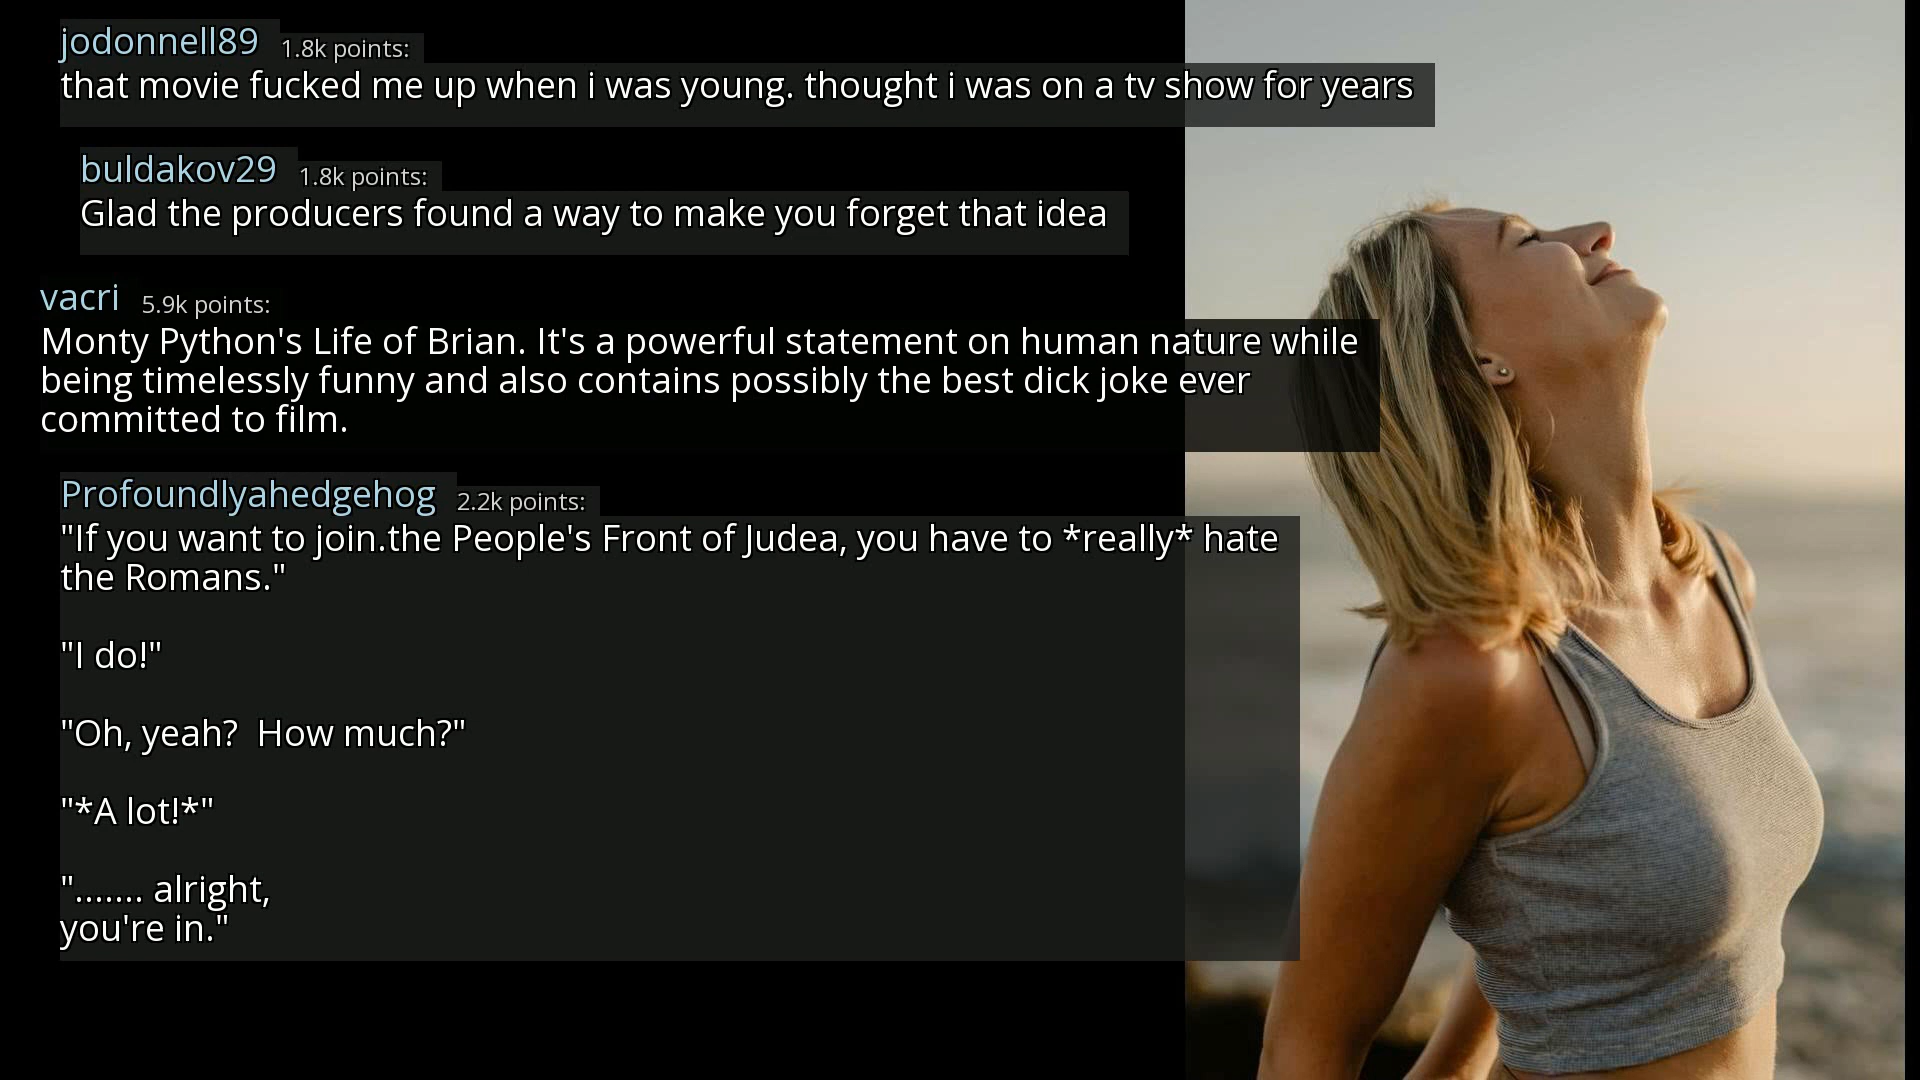 jodonnell89 1.8k points:
that movie fucked me up when i was young. thought i was on a tv show for years
buldakov29 1.8k points:
Glad the producers found a way to make you forget that idea
vacri 5.9k points:
Monty Python's Life of Brian. It's a powerful statement on human nature while
being timelessly funny and also contains possibly the best dick joke ever
committed to film.
Profoundlyahedgehog 2.2k points:
"If you want to join.the People's Front of Judea, you have to *really* hate
the Romans."
"I do!"
"Oh, yeah?  How much?"
"*A lot!*"
"....... alright,
you're in."